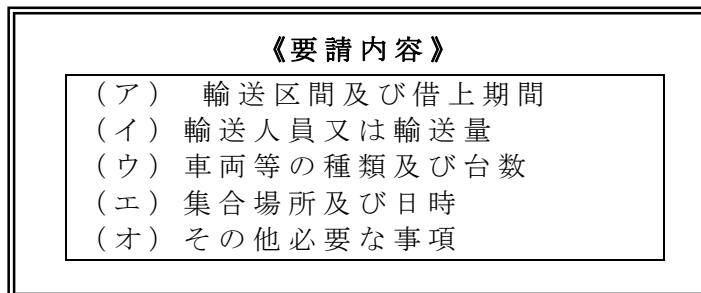 《要請内容》
（ア） 輸送区間及び借上期間
（イ）輸送人員又は輸送量
（ウ）車両等の種類及び台数
（エ）集合場所及び日時
（オ）その他必要な事項